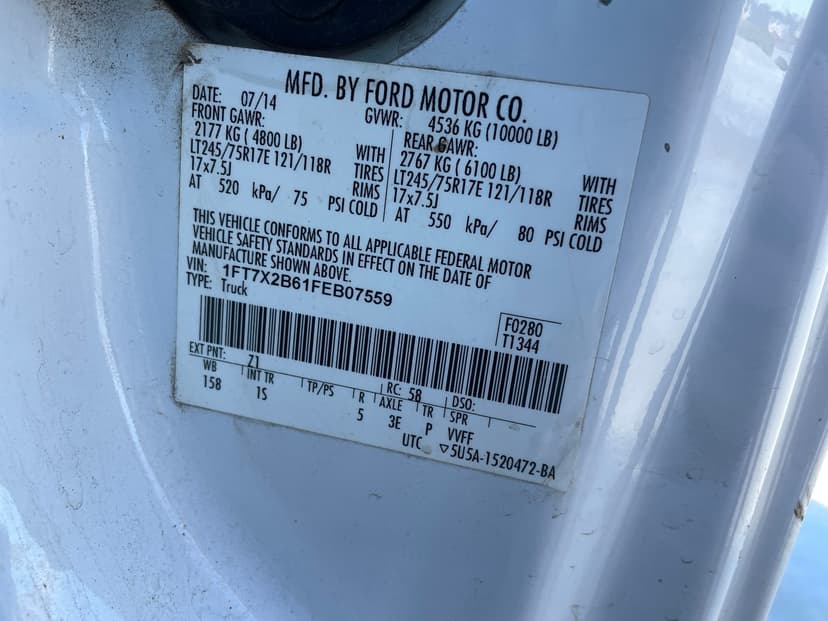 MFD. BY FORD MOTOR CO.
DATE: 07/14 GVWR: 4536 KG (10000 LB)
FRONT GAWR: REAR GAWR:
2177 KG ( 4800 LB) WITH 2767 KG ( 6100 LB) WITH
LT245/75R17E 121/118R TIRES LT245/75R17E 121/118R TIRES
17x7.5J RIMS 17x7.5J RIMS
AT 520 kPa/ 75 PSI COLD AT 550 kPa/ 80 PSI COLD
THIS VEHICLE CONFORMS TO ALL APPLICABLE FEDERAL MOTOR
VEHICLE SAFETY STANDARDS IN EFFECT ON THE DATE OF
MANUFACTURE SHOWN ABOVE.
VIN: 1FT7X2B61FEB07559
TYPE: Truck
F0280
T1344
EXT PNT: Z1 RC: 58 DSO:
WB INT TR TP/PS R AXLE TR SPR
158 1S 5 3E P VVFF
UTC ▽5U5A-1520472-BA